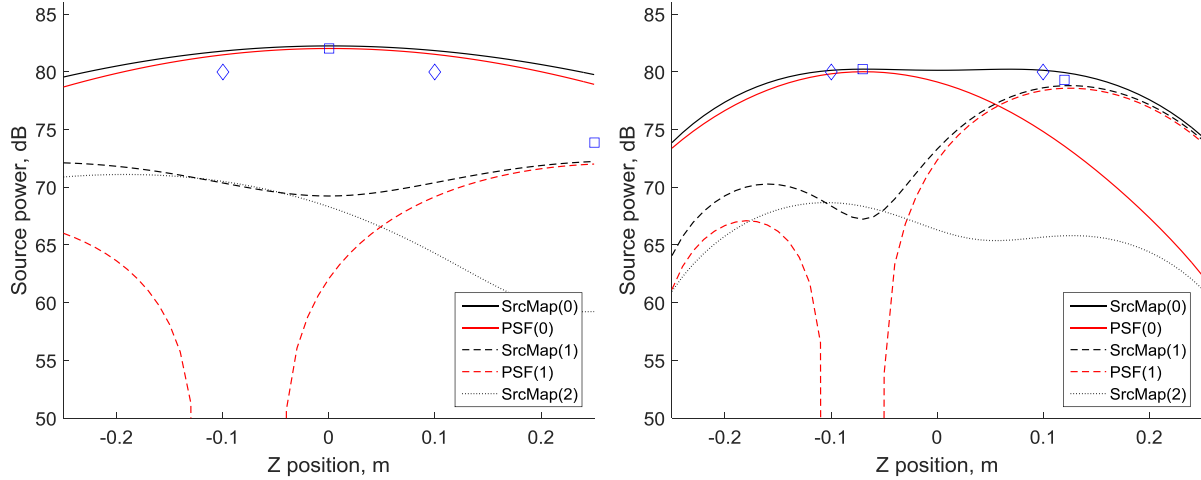 85
80
75
70
65
60
55
50
Source power, dB
-0.2
-0.1
0
0.1
0.2
Z position, m
SrcMap(0)
PSF(0)
SrcMap(1)
PSF(1)
SrcMap(2)
85
80
75
70
65
60
55
50
Source power, dB
-0.2
-0.1
0
0.1
0.2
Z position, m
SrcMap(0)
PSF(0)
SrcMap(1)
PSF(1)
SrcMap(2)